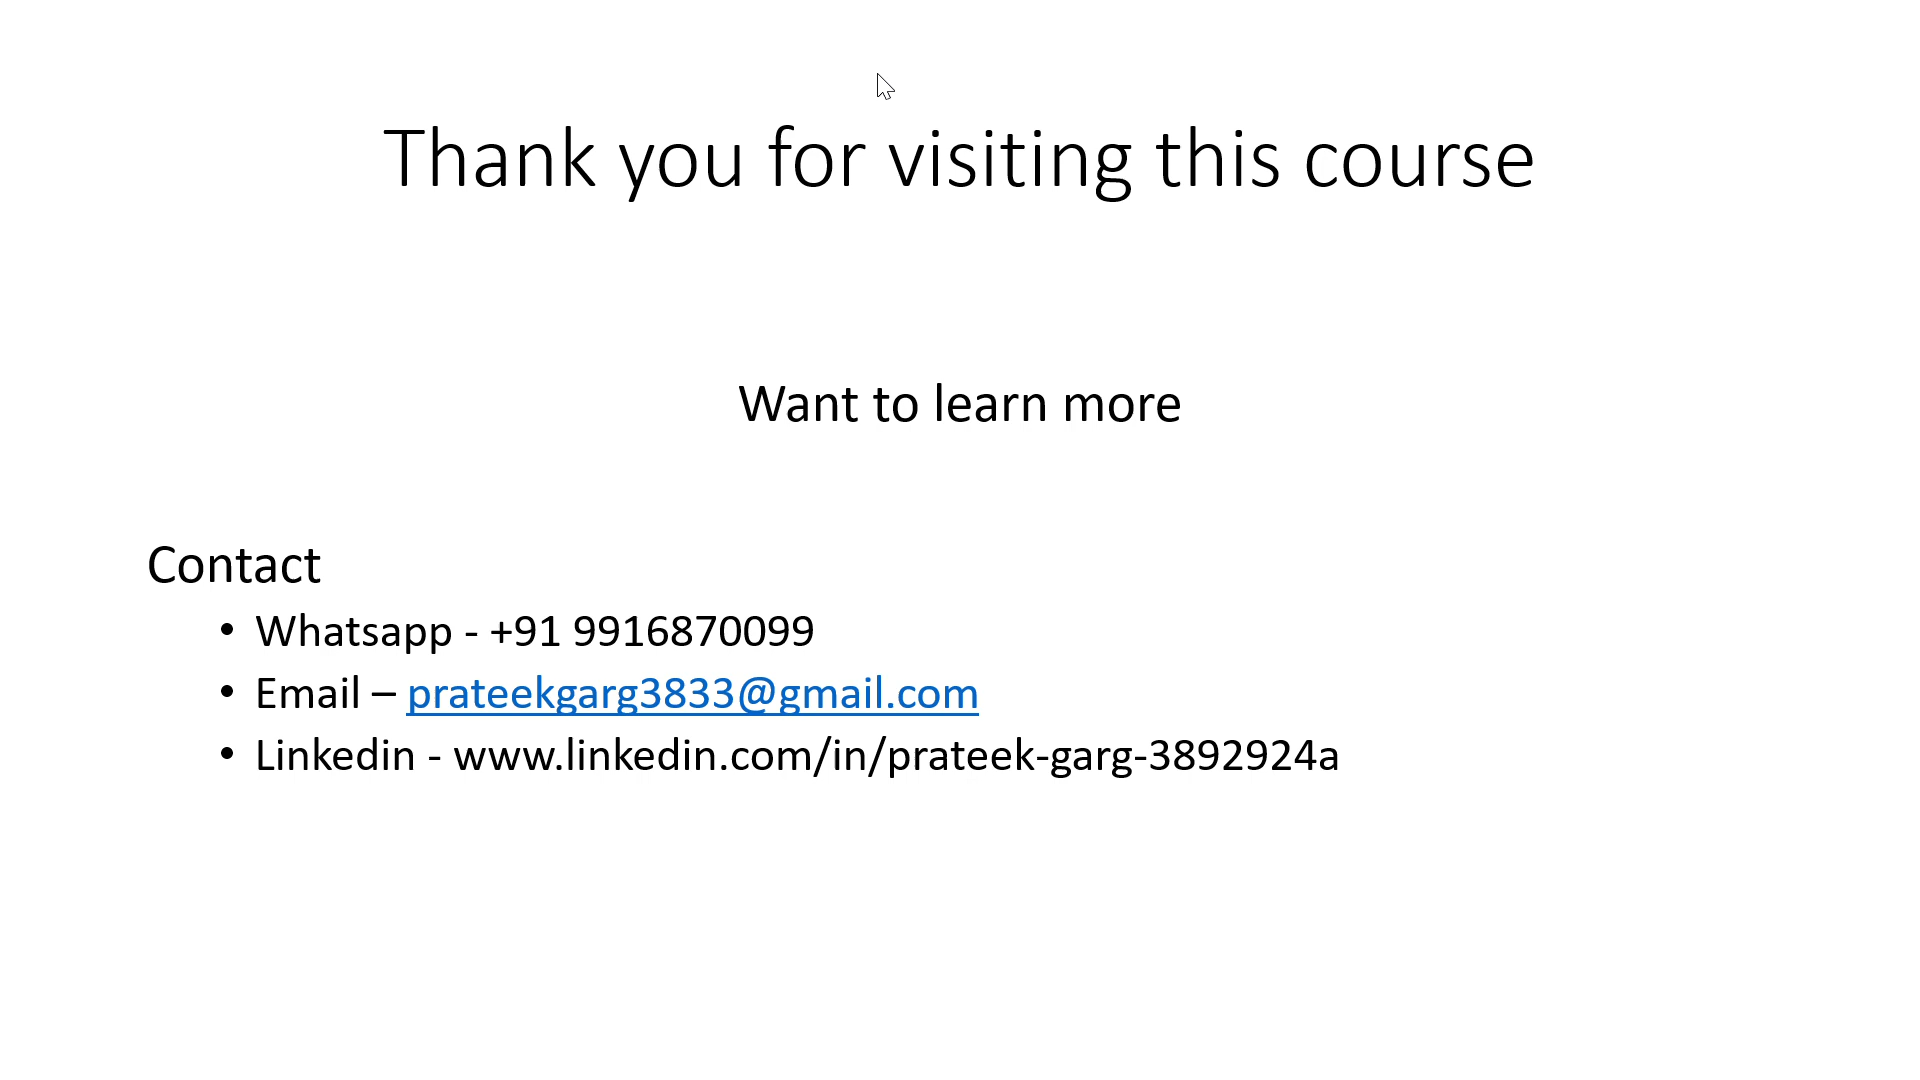 Thank you for visiting this course
Want to learn more
Contact
• Whatsapp - +91 9916870099
• Email – prateekgarg3833@gmail.com
• Linkedin - www.linkedin.com/in/prateek-garg-3892924a